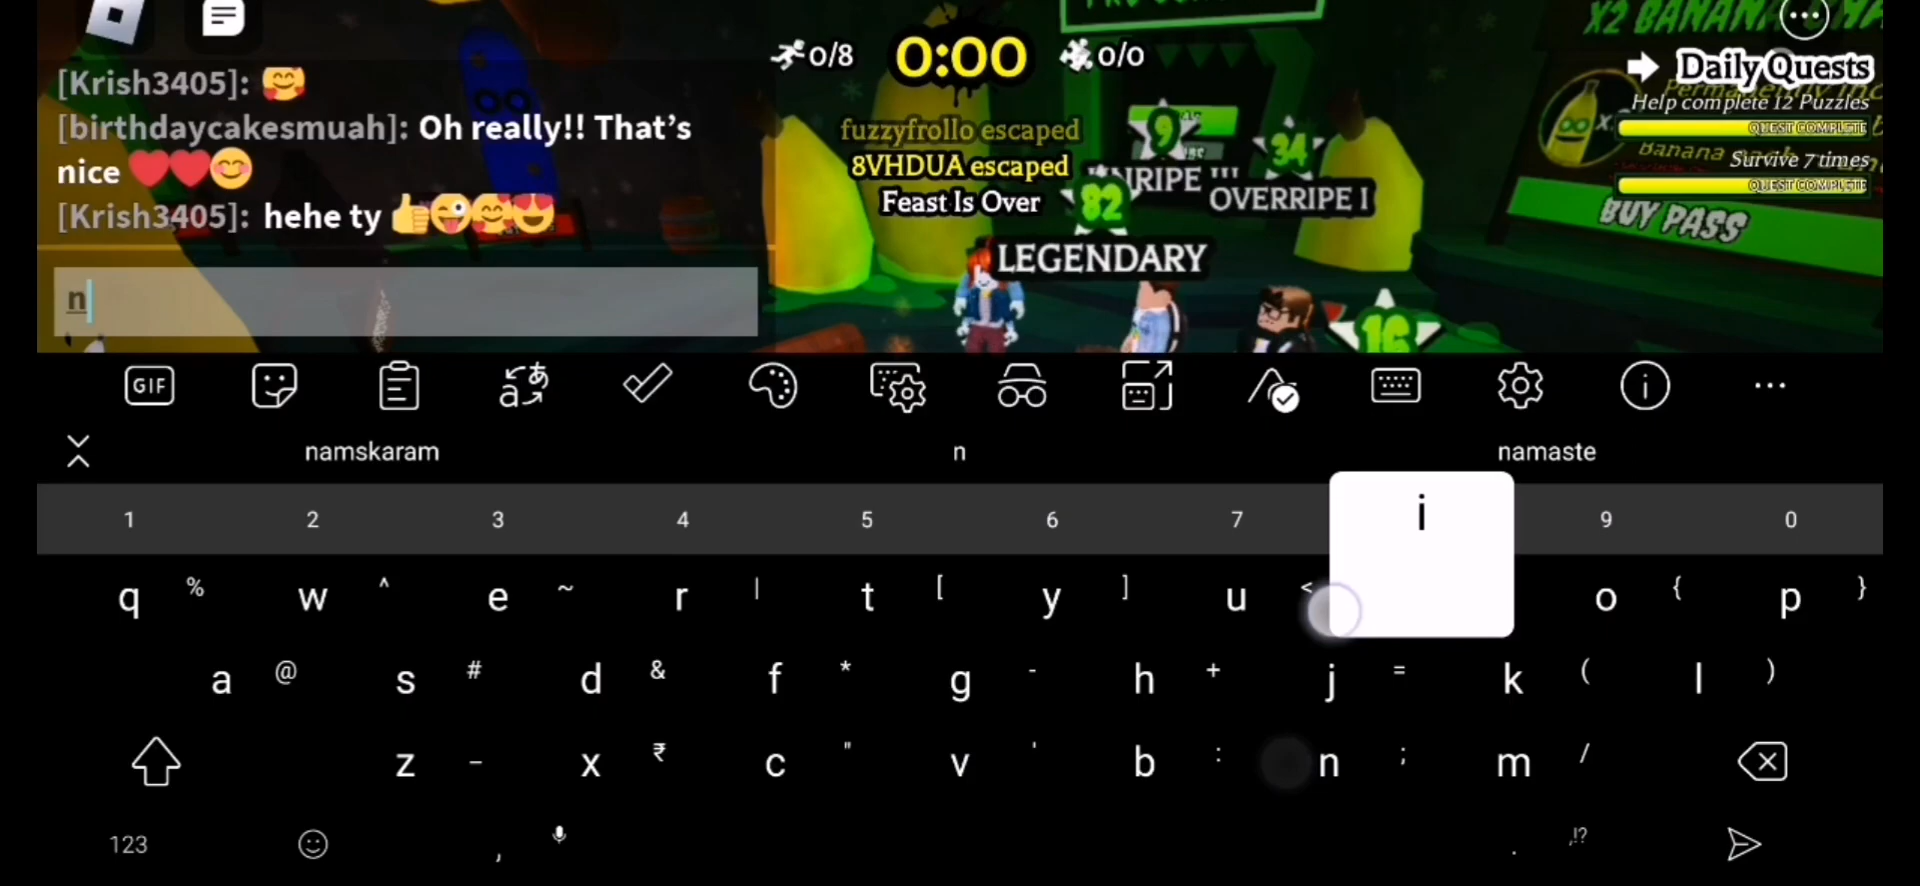 [Krish3405]: 🥰
[birthdaycakesmuah]: Oh really!! That's
nice ❤️❤️😊
[Krish3405]: hehe ty 👍😜🥰😍
n
0/8
0:00
0/0
fuzzyfrollo escaped
8VHDUA escaped
Feast Is Over
9
34
OVERRIPE I
82
LEGENDARY
16
X2 BANANA
Daily Quests
Help complete 12 Puzzles
QUEST COMPLETE
Survive 7 times
QUEST COMPLETE
BUY PASS
GIF
namskaram
n
namaste
1 2 3 4 5 6 7 9 0
i
q % w ^ e ~ r | t [ y ] u < o { p }
a @ s # d & f * g - h + j = k ( l )
z _ x ₹ c " v ' b : n ; m /
123 , . ,!?